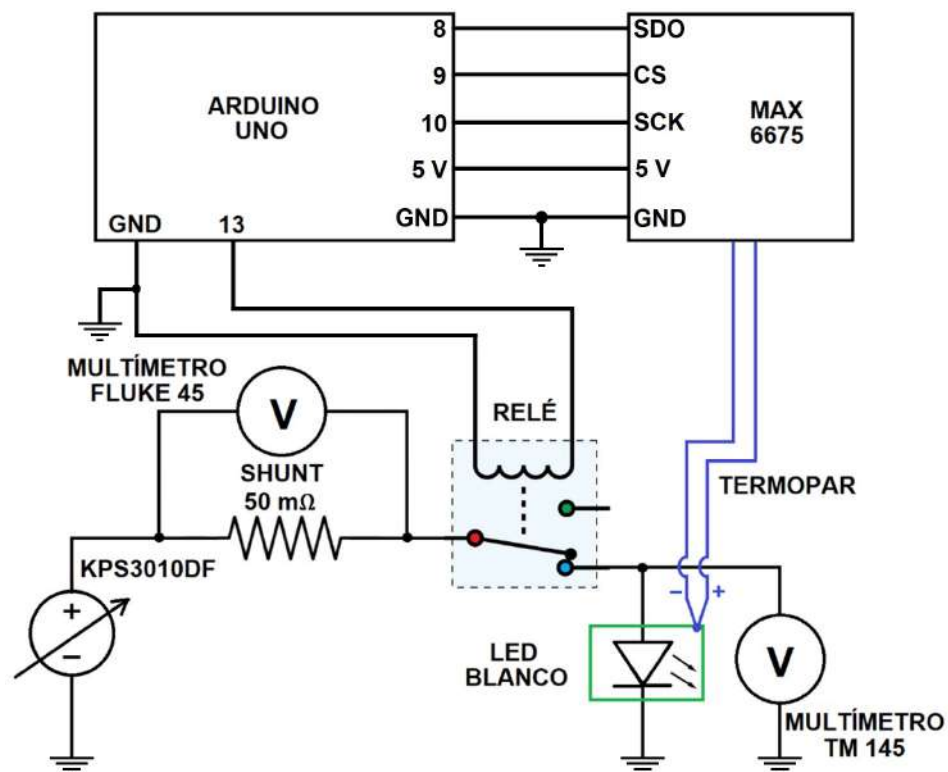 8
SDO
9
CS
ARDUINO
UNO
MAX
6675
10
SCK
5 V
5 V
GND
13
GND
GND
MULTÍMETRO
FLUKE 45
V
RELÉ
SHUNT
50 mΩ
TERMOPAR
KPS3010DF
+
−
− +
LED
BLANCO
V
MULTÍMETRO
TM 145